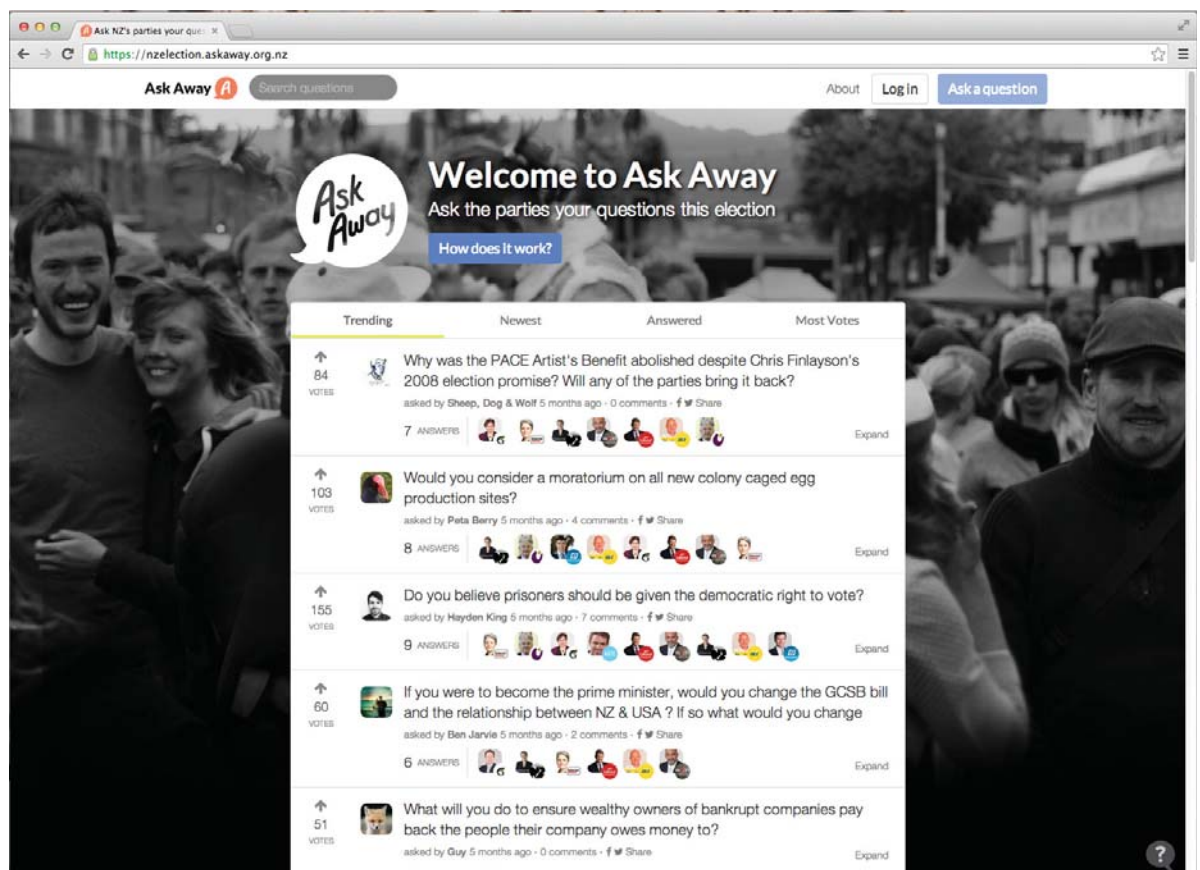 Ask NZ's parties your que
https://nzelection.askaway.org.nz
Ask Away A
Search questions
About
Log in
Ask a question
Ask Away
Welcome to Ask Away
Ask the parties your questions this election
How does it work?
Trending Newest Answered Most Votes
84
VOTES
Why was the PACE Artist's Benefit abolished despite Chris Finlayson's
2008 election promise? Will any of the parties bring it back?
asked by Sheep, Dog & Wolf 5 months ago · 0 comments · f Share
7 ANSWERS
Expand
103
VOTES
Would you consider a moratorium on all new colony caged egg
production sites?
asked by Peta Berry 5 months ago · 4 comments · f Share
8 ANSWERS
Expand
155
VOTES
Do you believe prisoners should be given the democratic right to vote?
asked by Hayden King 5 months ago · 7 comments · f Share
9 ANSWERS
Expand
60
VOTES
If you were to become the prime minister, would you change the GCSB bill
and the relationship between NZ & USA ? If so what would you change
asked by Ben Jarvie 5 months ago · 2 comments · f Share
6 ANSWERS
Expand
51
VOTES
What will you do to ensure wealthy owners of bankrupt companies pay
back the people their company owes money to?
asked by Guy 5 months ago · 0 comments · f Share
Expand
?